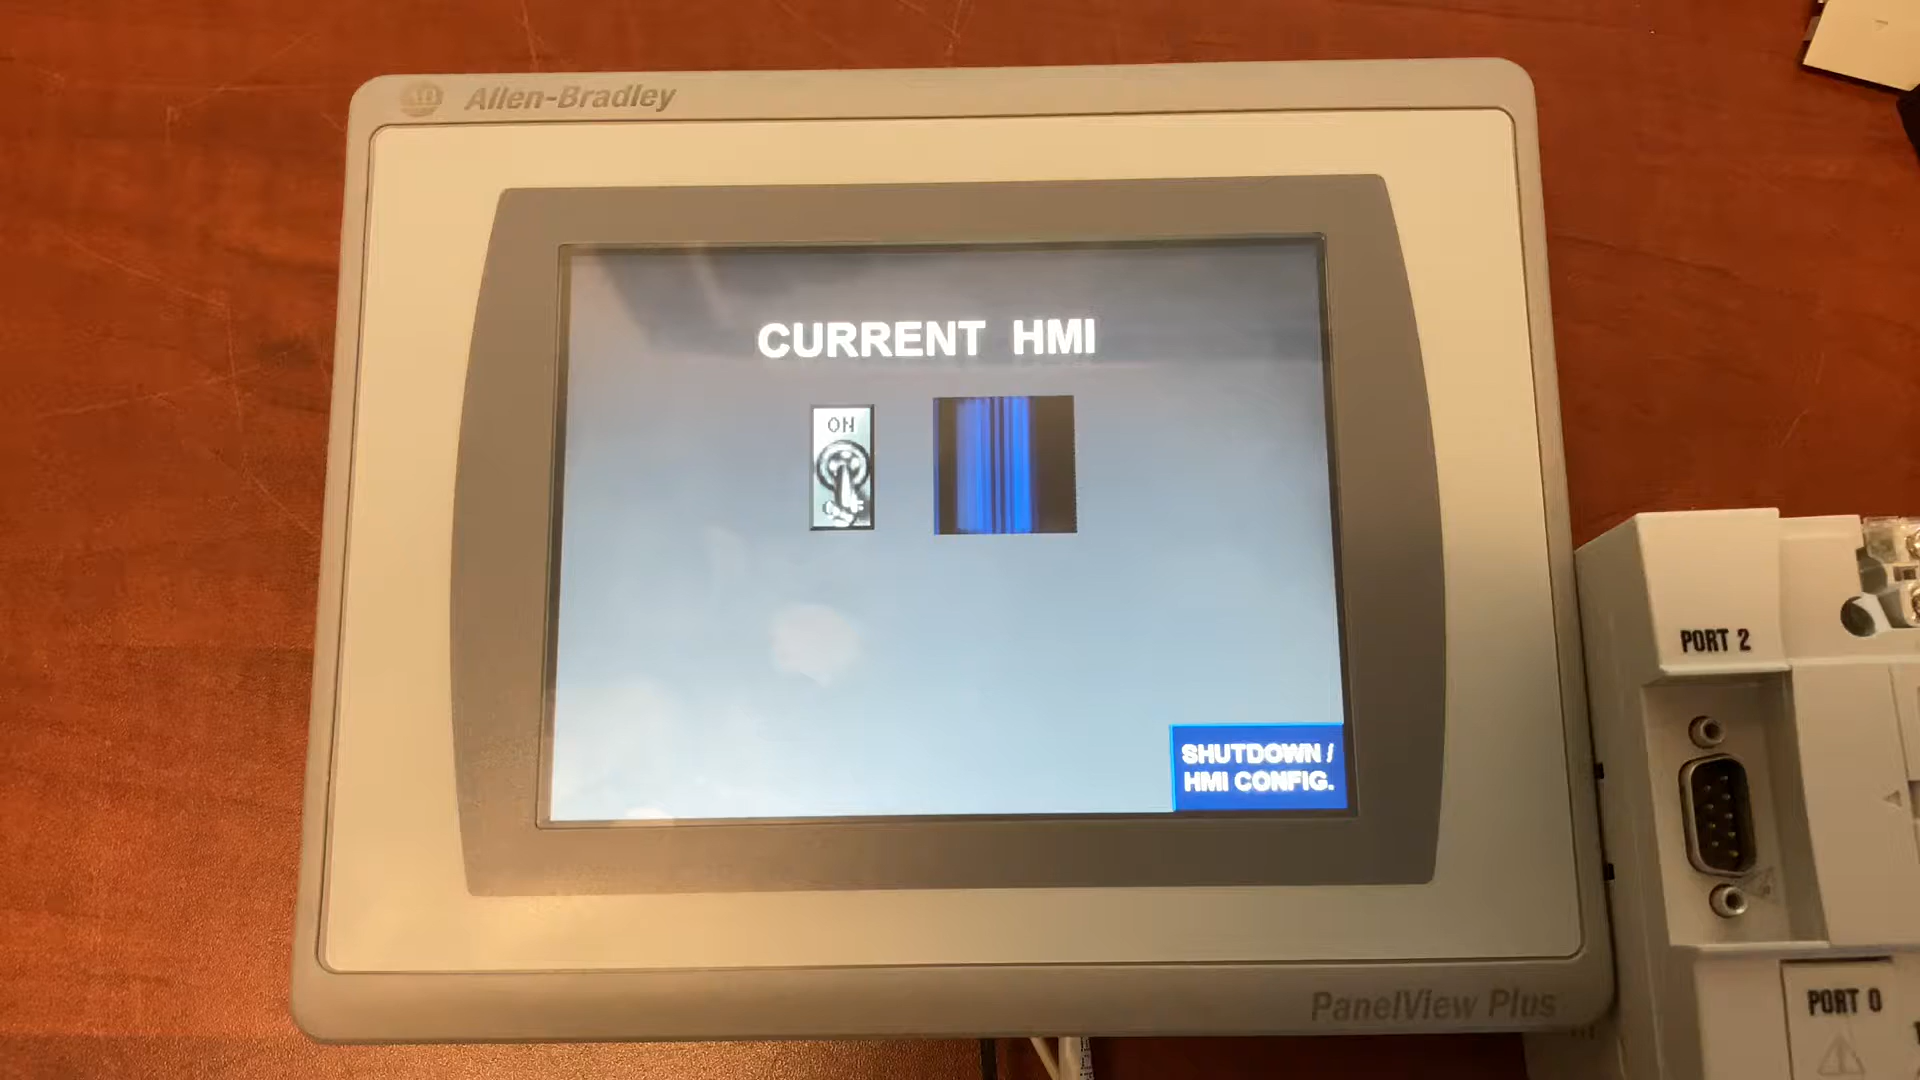 Allen-Bradley
CURRENT HMI
ON
SHUTDOWN /
HMI CONFIG.
PORT 2
PanelView Plus
PORT 0